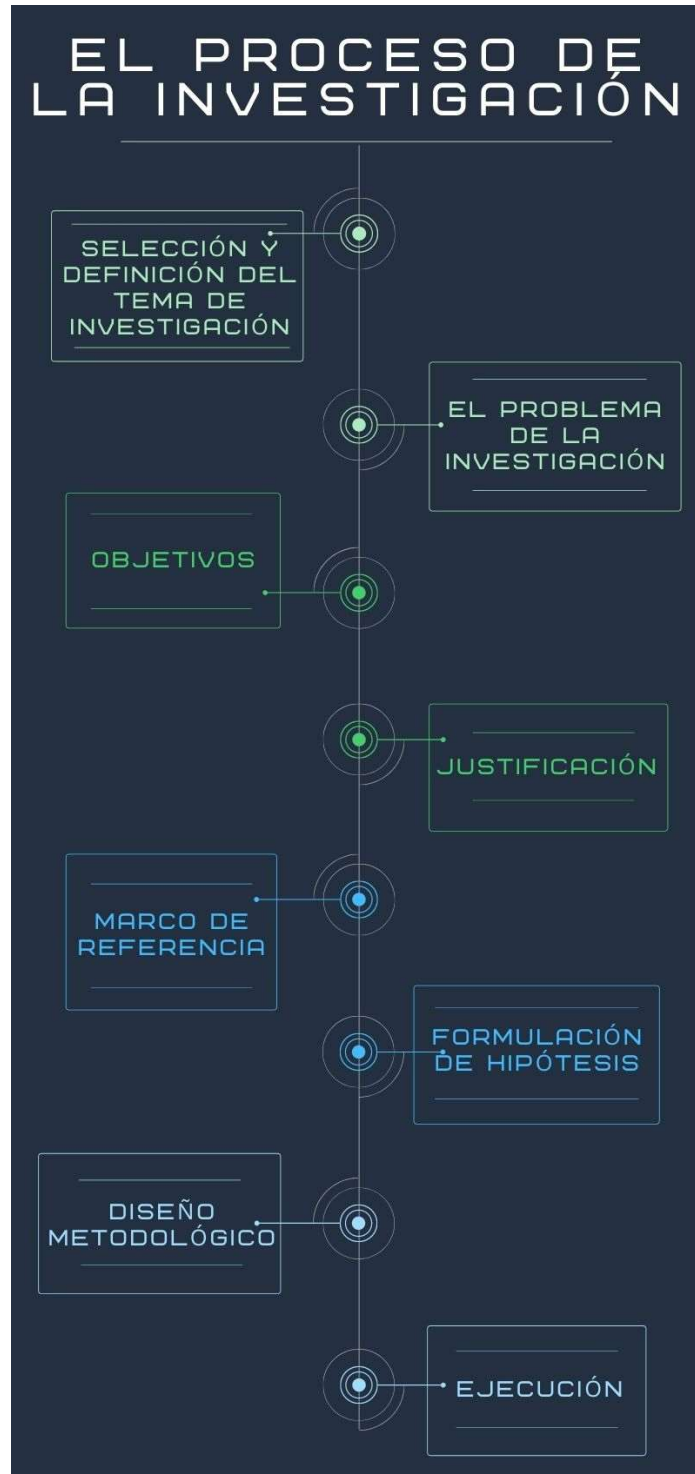 EL PROCESO DE
LA INVESTIGACIÓN
SELECCIÓN Y
DEFINICIÓN DEL
TEMA DE
INVESTIGACIÓN
EL PROBLEMA
DE LA
INVESTIGACIÓN
OBJETIVOS
JUSTIFICACIÓN
MARCO DE
REFERENCIA
FORMULACIÓN
DE HIPÓTESIS
DISEÑO
METODOLÓGICO
EJECUCIÓN